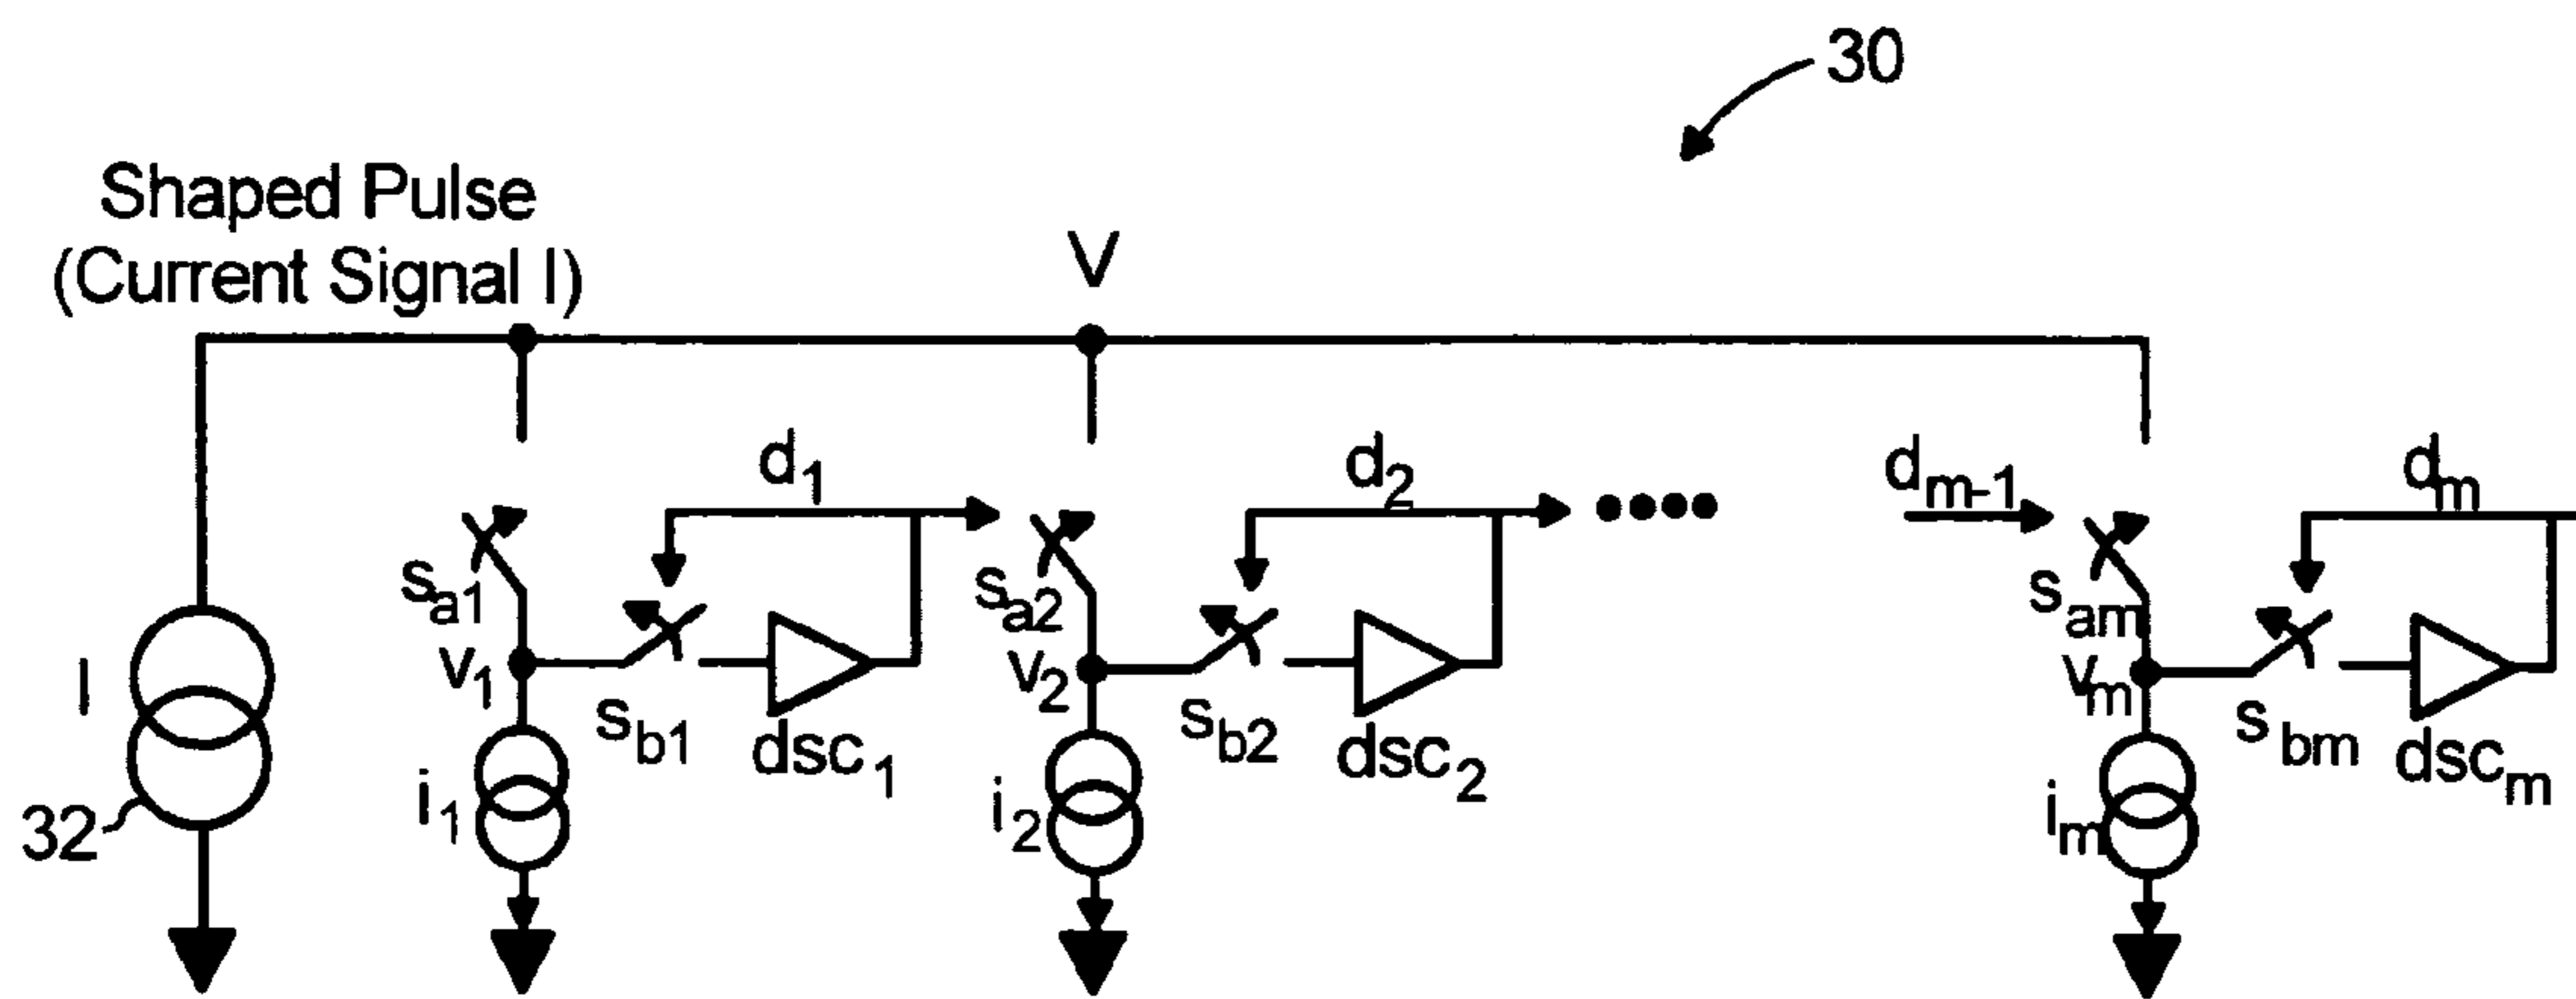 30
Shaped Pulse
(Current Signal I)
V
d1
d2
dm-1
dm
sa1
sa2
sam
v1
v2
vm
sb1
sb2
sbm
I
dsc1
dsc2
dscm
i1
i2
im
32